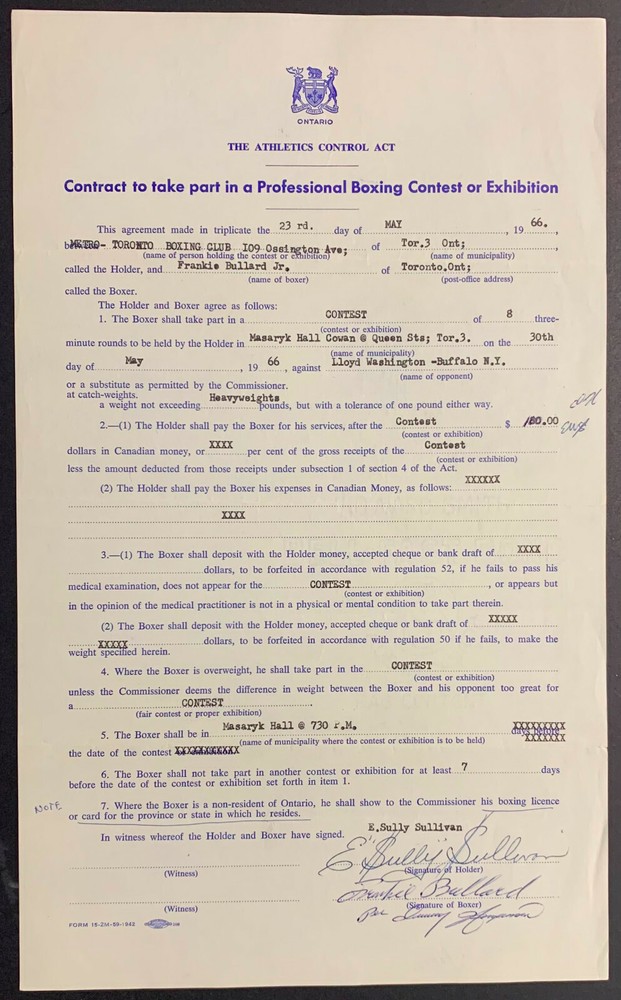 ONTARIO
THE ATHLETICS CONTROL ACT
Contract to take part in a Professional Boxing Contest or Exhibition
This agreement made in triplicate the 23 rd. day of MAY, 19 66.,
between METRO- TORONTO BOXING CLUB 109 Ossington Ave; of Tor.3 Ont;
(name of person holding the contest or exhibition) (name of municipality)
called the Holder, and Frankie Bullard Jr. of Toronto.Ont;
(name of boxer) (post-office address)
called the Boxer.
The Holder and Boxer agree as follows:
1. The Boxer shall take part in a CONTEST of 8 three-
(contest or exhibition)
minute rounds to be held by the Holder in Masaryk Hall Cowan @ Queen Sts; Tor.3. on the 30th
(name of municipality)
day of May, 19 66, against Lloyd Washington -Buffalo N.Y.
(name of opponent)
or a substitute as permitted by the Commissioner.
at catch-weights.
a weight not exceeding Heavyweights pounds, but with a tolerance of one pound either way.
2.—(1) The Holder shall pay the Boxer for his services, after the Contest $ 180.00
(contest or exhibition)
dollars in Canadian money, or XXXX per cent of the gross receipts of the Contest
(contest or exhibition)
less the amount deducted from those receipts under subsection 1 of section 4 of the Act.
(2) The Holder shall pay the Boxer his expenses in Canadian Money, as follows: XXXXXX
XXXX
3.—(1) The Boxer shall deposit with the Holder money, accepted cheque or bank draft of XXXX
dollars, to be forfeited in accordance with regulation 52, if he fails to pass his
medical examination, does not appear for the CONTEST, or appears but
(contest or exhibition)
in the opinion of the medical practitioner is not in a physical or mental condition to take part therein.
(2) The Boxer shall deposit with the Holder money, accepted cheque or bank draft of XXXXX
XXXXX dollars, to be forfeited in accordance with regulation 50 if he fails, to make the
weight specified herein.
4. Where the Boxer is overweight, he shall take part in the CONTEST
(contest or exhibition)
unless the Commissioner deems the difference in weight between the Boxer and his opponent too great for
a CONTEST.
(fair contest or proper exhibition)
5. The Boxer shall be in Masaryk Hall @ 730 P.M. XXXXXXXXX days before
(name of municipality where the contest or exhibition is to be held) XXXXXXX
the date of the contest XXXXXXXXXXX
6. The Boxer shall not take part in another contest or exhibition for at least 7 days
before the date of the contest or exhibition set forth in item 1.
NOTE 7. Where the Boxer is a non-resident of Ontario, he shall show to the Commissioner his boxing licence
or card for the province or state in which he resides.
In witness whereof the Holder and Boxer have signed. E.Sully Sullivan
E "Sully" Sullivan
(Witness) (Signature of Holder)
Frankie Bullard
(Witness) (Signature of Boxer)
Per
FORM 15-2M-59-1942